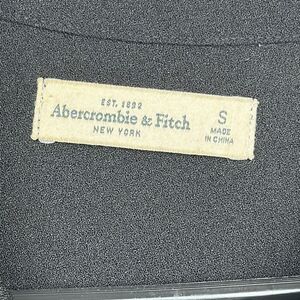 EST. 1892
Abercrombie & Fitch
NEW YORK
S
MADE
IN CHINA